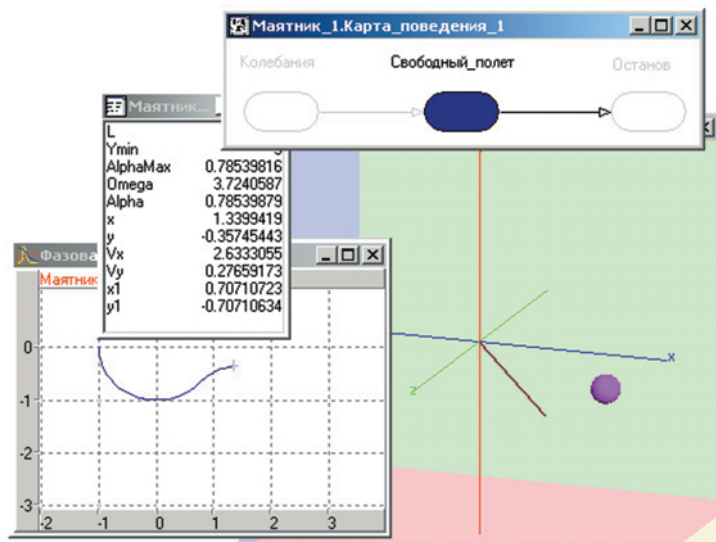 Маятник_1.Карта_поведения_1
Колебания Свободный_полет Останов
Маятник...
L
Ymin
AlphaMax 0.78539816
Omega 3.7240587
Alpha 0.78539879
x 1.3399419
y -0.35745443
Vx 2.6333055
Vy 0.27659173
x1 0.70710723
y1 -0.70710634
Фазова
Маятник
0
-1
-2
-3
-2 -1 0 1 2 3
x
z